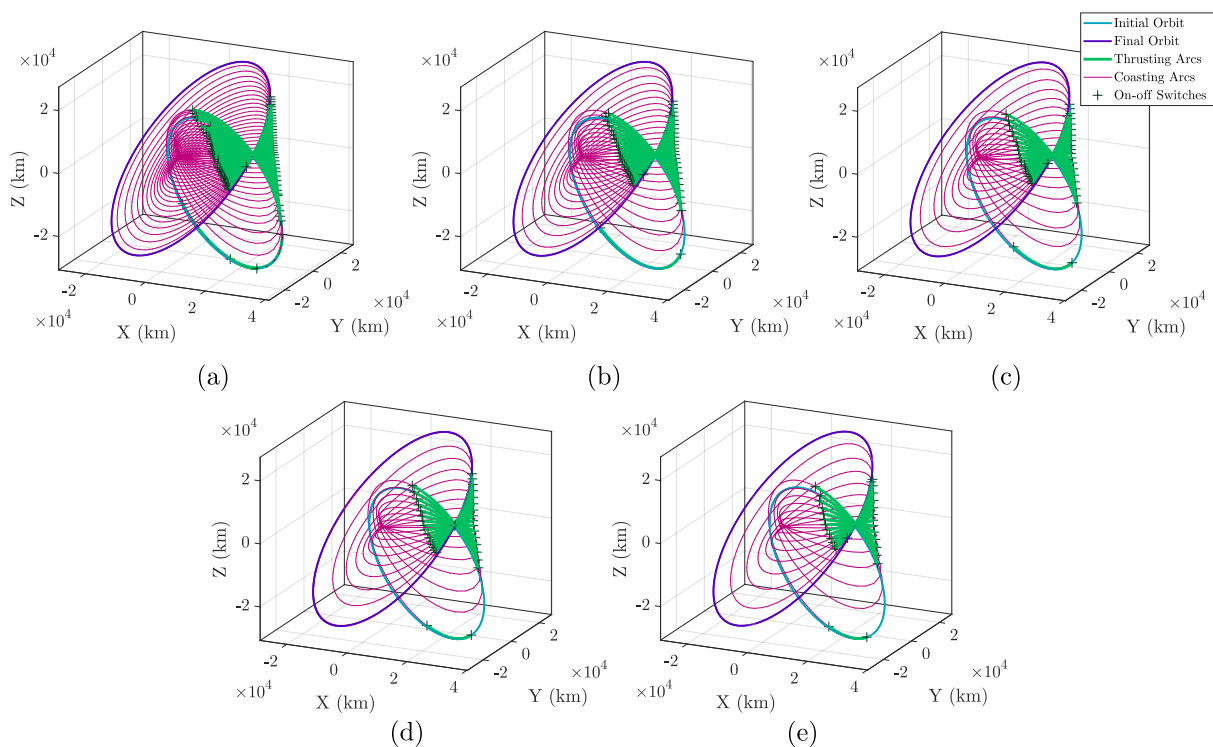 Initial Orbit
Final Orbit
Thrusting Arcs
Coasting Arcs
On-off Switches
×10⁴
2
0
-2
Z (km)
-2
0
2
4
×10⁴
X (km)
-2
0
2
×10⁴
Y (km)
(a)
×10⁴
2
0
-2
Z (km)
-2
0
2
4
×10⁴
X (km)
-2
0
2
×10⁴
Y (km)
(b)
×10⁴
2
0
-2
Z (km)
-2
0
2
4
×10⁴
X (km)
-2
0
2
×10⁴
Y (km)
(c)
×10⁴
2
0
-2
Z (km)
-2
0
2
4
×10⁴
X (km)
-2
0
2
×10⁴
Y (km)
(d)
×10⁴
2
0
-2
Z (km)
-2
0
2
4
×10⁴
X (km)
-2
0
2
×10⁴
Y (km)
(e)